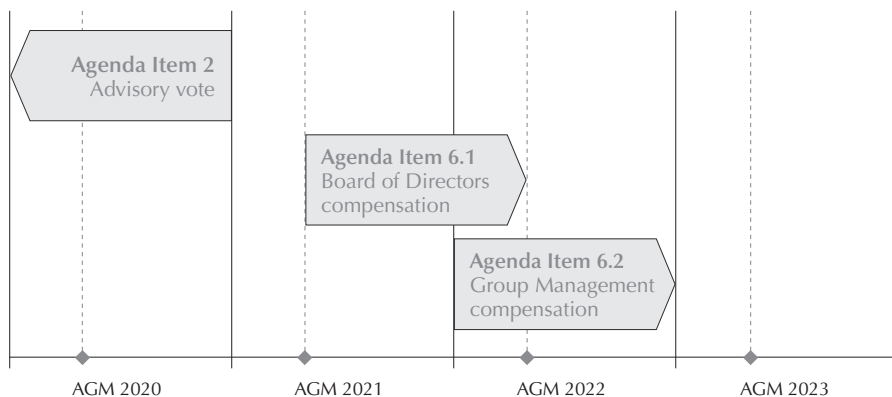 Agenda Item 2
Advisory vote
Agenda Item 6.1
Board of Directors
compensation
Agenda Item 6.2
Group Management
compensation
AGM 2020
AGM 2021
AGM 2022
AGM 2023